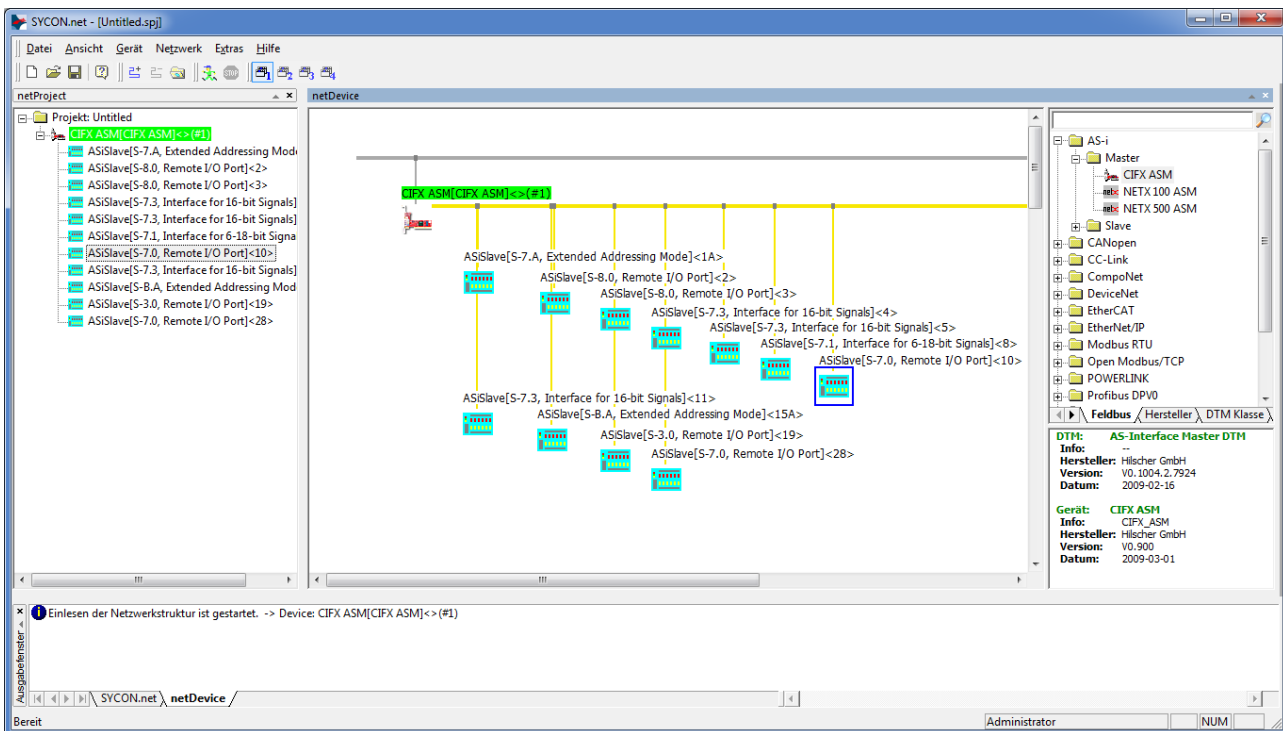 SYCON.net - [Untitled.spj]
Datei Ansicht Gerät Netzwerk Extras Hilfe
netProject
Projekt: Untitled
CIFX ASM[CIFX ASM]<>(#1)
ASiSlave[S-7.A, Extended Addressing Mode
ASiSlave[S-8.0, Remote I/O Port]<2>
ASiSlave[S-8.0, Remote I/O Port]<3>
ASiSlave[S-7.3, Interface for 16-bit Signals]
ASiSlave[S-7.3, Interface for 16-bit Signals]
ASiSlave[S-7.1, Interface for 6-18-bit Signa
ASiSlave[S-7.0, Remote I/O Port]<10>
ASiSlave[S-7.3, Interface for 16-bit Signals]
ASiSlave[S-B.A, Extended Addressing Mod
ASiSlave[S-3.0, Remote I/O Port]<19>
ASiSlave[S-7.0, Remote I/O Port]<28>
netDevice
CIFX ASM[CIFX ASM]<>(#1)
ASiSlave[S-7.A, Extended Addressing Mode]<1A>
ASiSlave[S-8.0, Remote I/O Port]<2>
ASiSlave[S-8.0, Remote I/O Port]<3>
ASiSlave[S-7.3, Interface for 16-bit Signals]<4>
ASiSlave[S-7.3, Interface for 16-bit Signals]<5>
ASiSlave[S-7.1, Interface for 6-18-bit Signals]<8>
ASiSlave[S-7.0, Remote I/O Port]<10>
ASiSlave[S-7.3, Interface for 16-bit Signals]<11>
ASiSlave[S-B.A, Extended Addressing Mode]<15A>
ASiSlave[S-3.0, Remote I/O Port]<19>
ASiSlave[S-7.0, Remote I/O Port]<28>
AS-i
Master
CIFX ASM
NETX 100 ASM
NETX 500 ASM
Slave
CANopen
CC-Link
CompoNet
DeviceNet
EtherCAT
EtherNet/IP
Modbus RTU
Open Modbus/TCP
POWERLINK
Profibus DPV0
Feldbus Hersteller DTM Klasse
DTM: AS-Interface Master DTM
Info: --
Hersteller: Hilscher GmbH
Version: V0.1004.2.7924
Datum: 2009-02-16
Gerät: CIFX ASM
Info: CIFX_ASM
Hersteller: Hilscher GmbH
Version: V0.900
Datum: 2009-03-01
Ausgabefenster
Einlesen der Netzwerkstruktur ist gestartet. -> Device: CIFX ASM[CIFX ASM]<>(#1)
SYCON.net netDevice
Bereit Administrator NUM